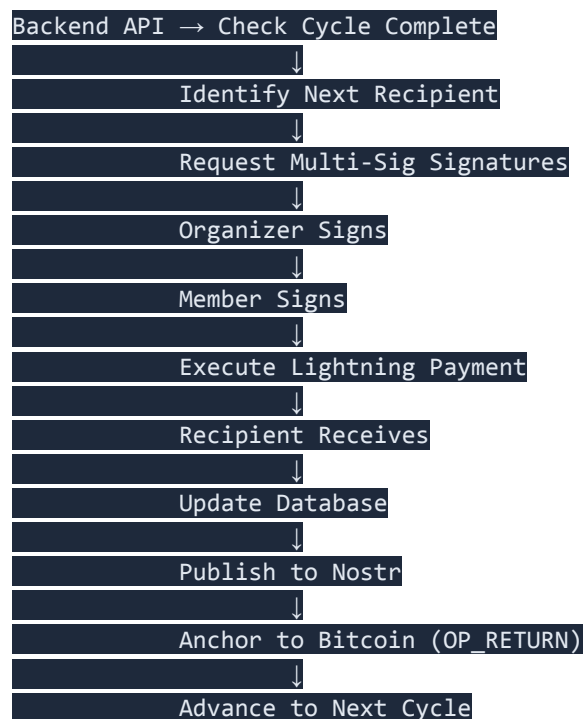 Backend API → Check Cycle Complete
↓
Identify Next Recipient
↓
Request Multi-Sig Signatures
↓
Organizer Signs
↓
Member Signs
↓
Execute Lightning Payment
↓
Recipient Receives
↓
Update Database
↓
Publish to Nostr
↓
Anchor to Bitcoin (OP_RETURN)
↓
Advance to Next Cycle